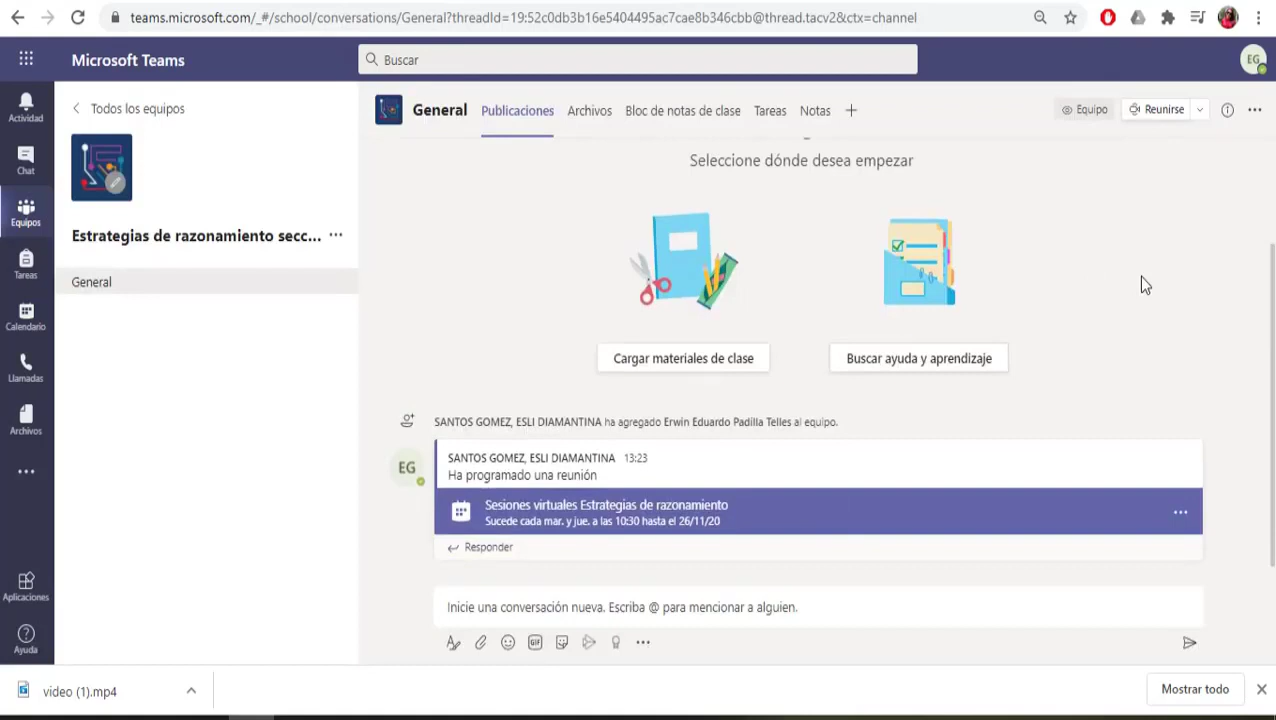 teams.microsoft.com/_#/school/conversations/General?threadId=19:52c0db3b16e5404495ac7cae8b346cbb@thread.tacv2&ctx=channel
Microsoft Teams
Buscar
EG
Actividad
Chat
Equipos
Tareas
Calendario
Llamadas
Archivos
Aplicaciones
Ayuda
Todos los equipos
Estrategias de razonamiento secc...
General
General Publicaciones Archivos Bloc de notas de clase Tareas Notas
Equipo Reunirse
Seleccione dónde desea empezar
Cargar materiales de clase
Buscar ayuda y aprendizaje
SANTOS GOMEZ, ESLI DIAMANTINA ha agregado Erwin Eduardo Padilla Telles al equipo.
EG
SANTOS GOMEZ, ESLI DIAMANTINA 13:23
Ha programado una reunión
Sesiones virtuales Estrategias de razonamiento
Sucede cada mar. y jue. a las 10:30 hasta el 26/11/20
Responder
Inicie una conversación nueva. Escriba @ para mencionar a alguien.
GIF
video (1).mp4
Mostrar todo